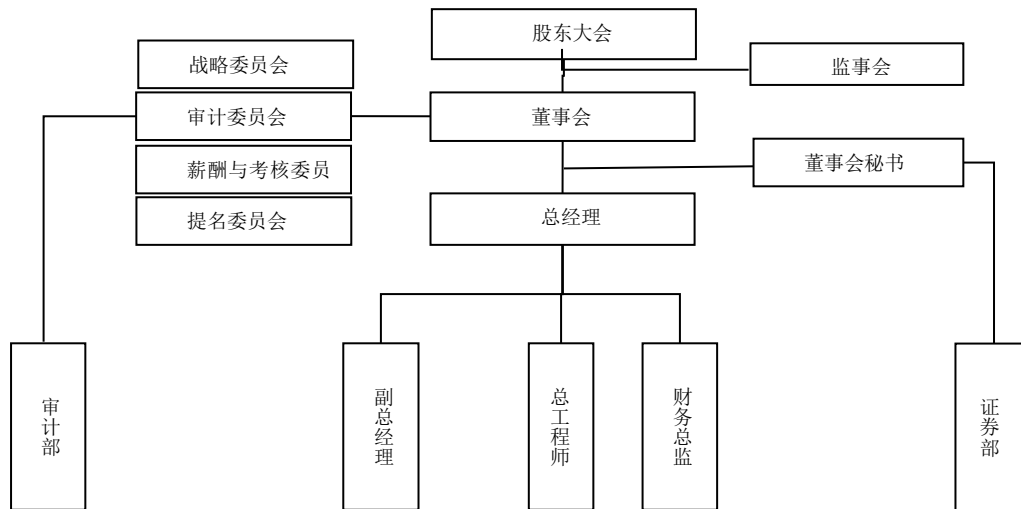 股东大会
战略委员会
监事会
审计委员会
董事会
薪酬与考核委员
董事会秘书
提名委员会
总经理
审计部
副总经理
总工程师
财务总监
证券部